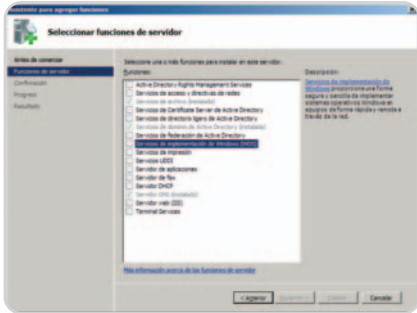 Asistente para agregar funciones
Seleccionar funciones de servidor
Antes de comenzar
Funciones de servidor
Confirmación
Progreso
Resultado
Seleccione una o más funciones para instalar en este servidor.
Funciones:
Active Directory Rights Management Services
Servicios de acceso y directivas de redes
Servicios de archivo (Instalado)
Servicios de Certificate Server de Active Directory
Servicios de directorio ligero de Active Directory
Servicios de dominio de Active Directory (Instalado)
Servicios de federación de Active Directory
Servicios de implementación de Windows (WDS)
Servicios de impresión
Servicios UDDI
Servidor de aplicaciones
Servidor de fax
Servidor DHCP
Servidor DNS (Instalado)
Servidor web (IIS)
Terminal Services
Más información acerca de las funciones de servidor
Descripción:
Servicios de implementación de
Windows proporciona una forma
segura y sencilla de implementar
sistemas operativos Windows en
equipos de forma rápida y remota a
través de la red.
< Anterior
Siguiente >
Instalar
Cancelar